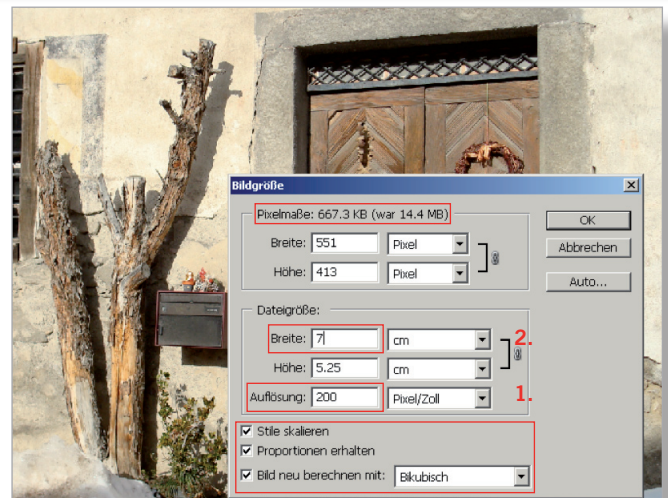 Bildgröße
Pixelmaße: 667.3 KB (war 14.4 MB)
OK
Breite: 551 Pixel
Abbrechen
Höhe: 413 Pixel
Auto...
Dateigröße:
Breite: 7 cm 2.
Höhe: 5.25 cm
Auflösung: 200 Pixel/Zoll 1.
Stile skalieren
Proportionen erhalten
Bild neu berechnen mit: Bikubisch